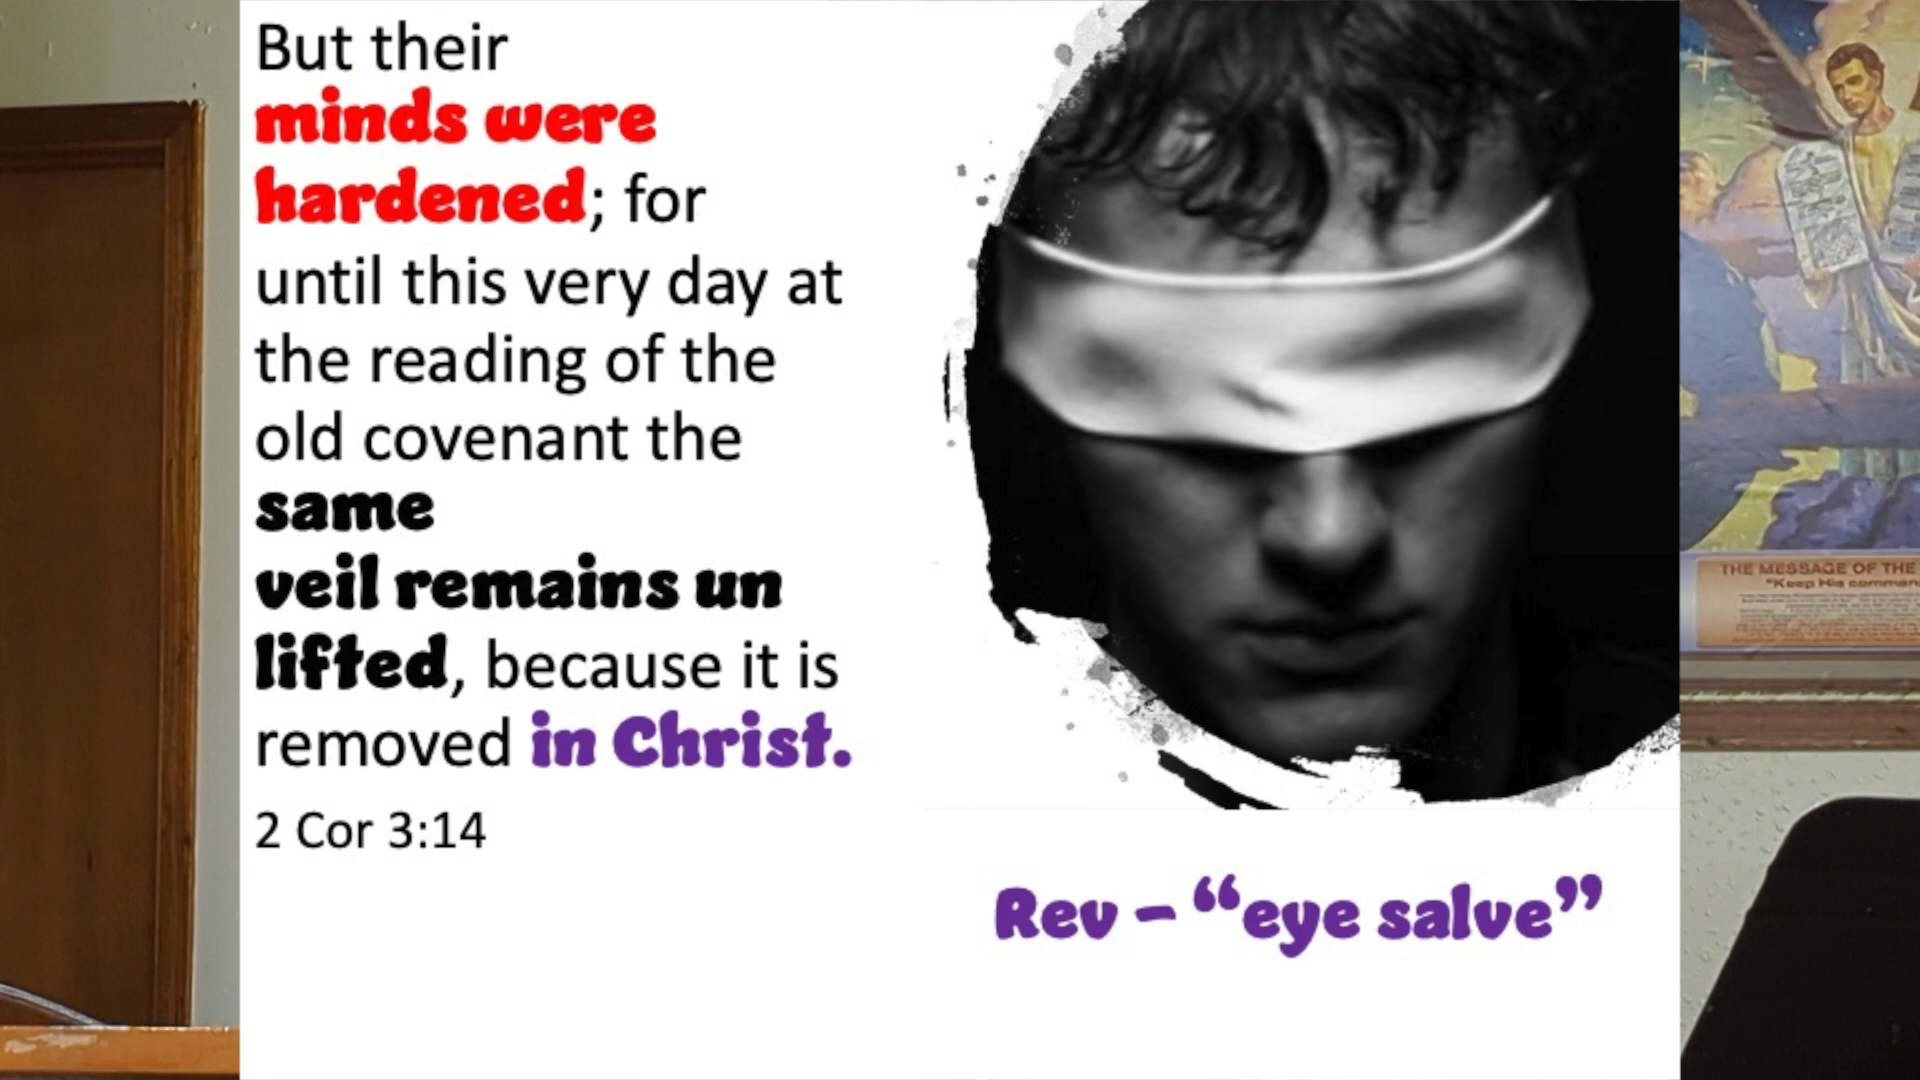 But their
minds were
hardened; for
until this very day at
the reading of the
old covenant the
same
veil remains un
lifted, because it is
removed in Christ.
2 Cor 3:14
Rev – “eye salve”
THE MESSAGE OF THE
"Keep His comman